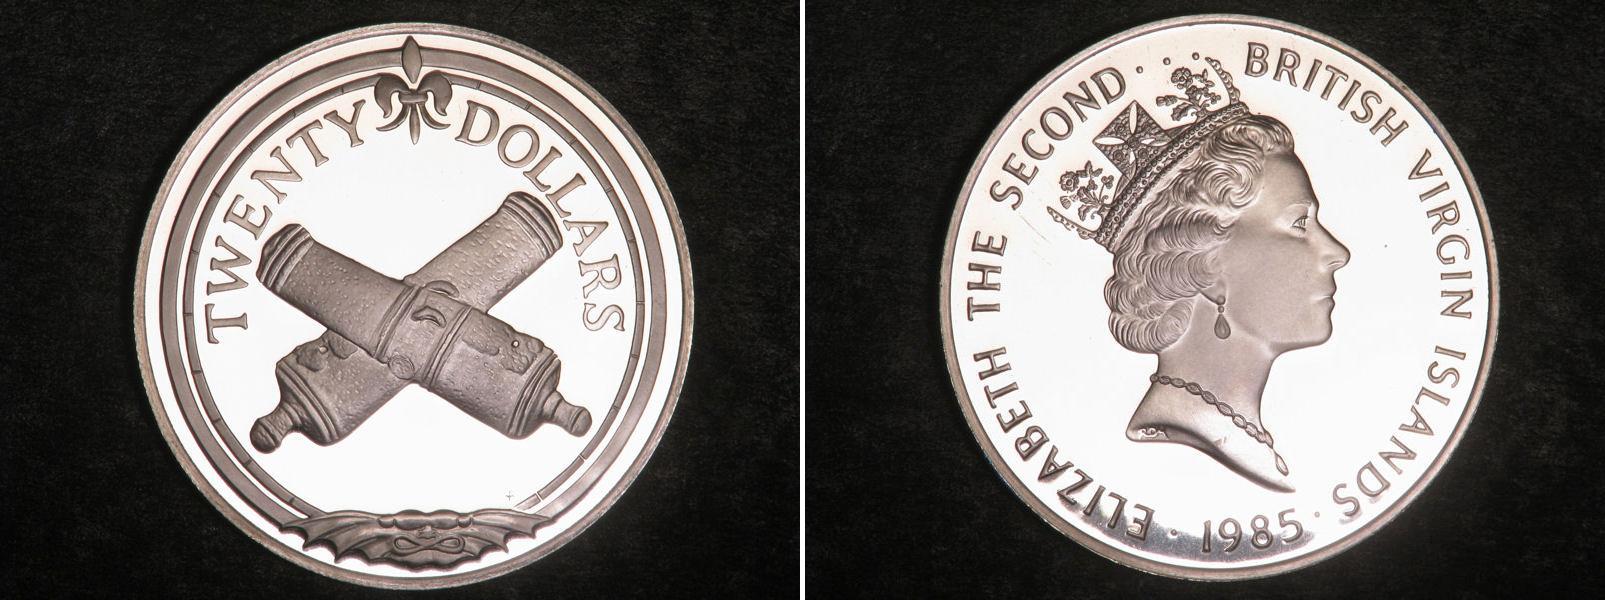 TWENTY DOLLARS
ELIZABETH THE SECOND · BRITISH VIRGIN ISLANDS · 1985 ·